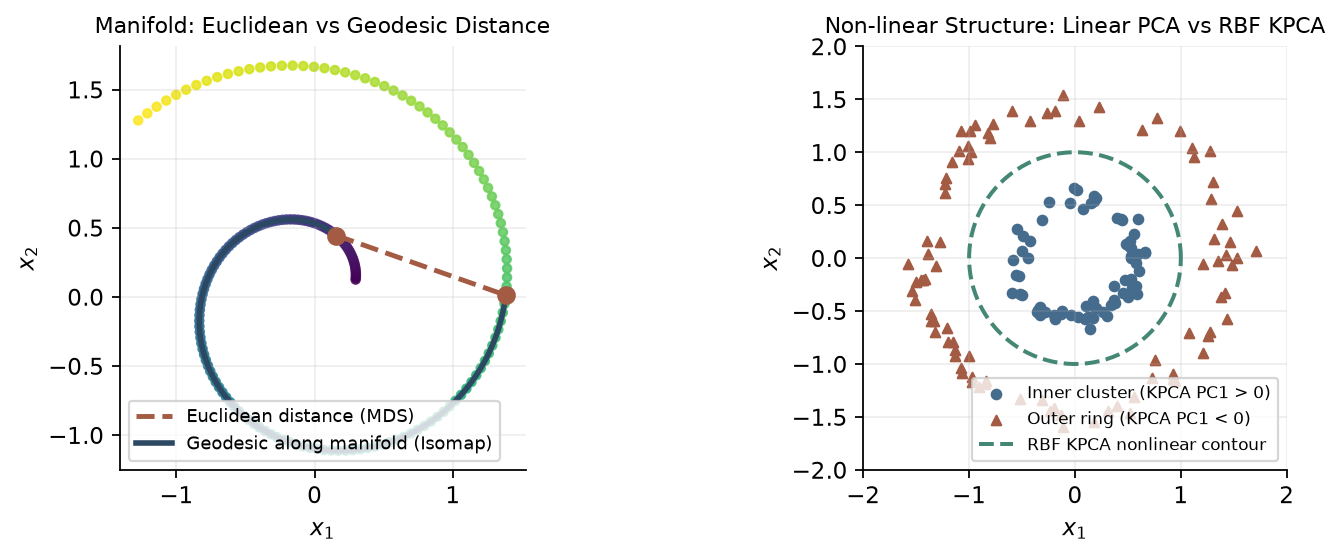 Manifold: Euclidean vs Geodesic Distance
x₂
1.5
1.0
0.5
0.0
−0.5
−1.0
−1
0
1
x₁
Euclidean distance (MDS)
Geodesic along manifold (Isomap)
Non-linear Structure: Linear PCA vs RBF KPCA
x₂
2.0
1.5
1.0
0.5
0.0
−0.5
−1.0
−1.5
−2.0
−2
−1
0
1
2
x₁
Inner cluster (KPCA PC1 > 0)
Outer ring (KPCA PC1 < 0)
RBF KPCA nonlinear contour